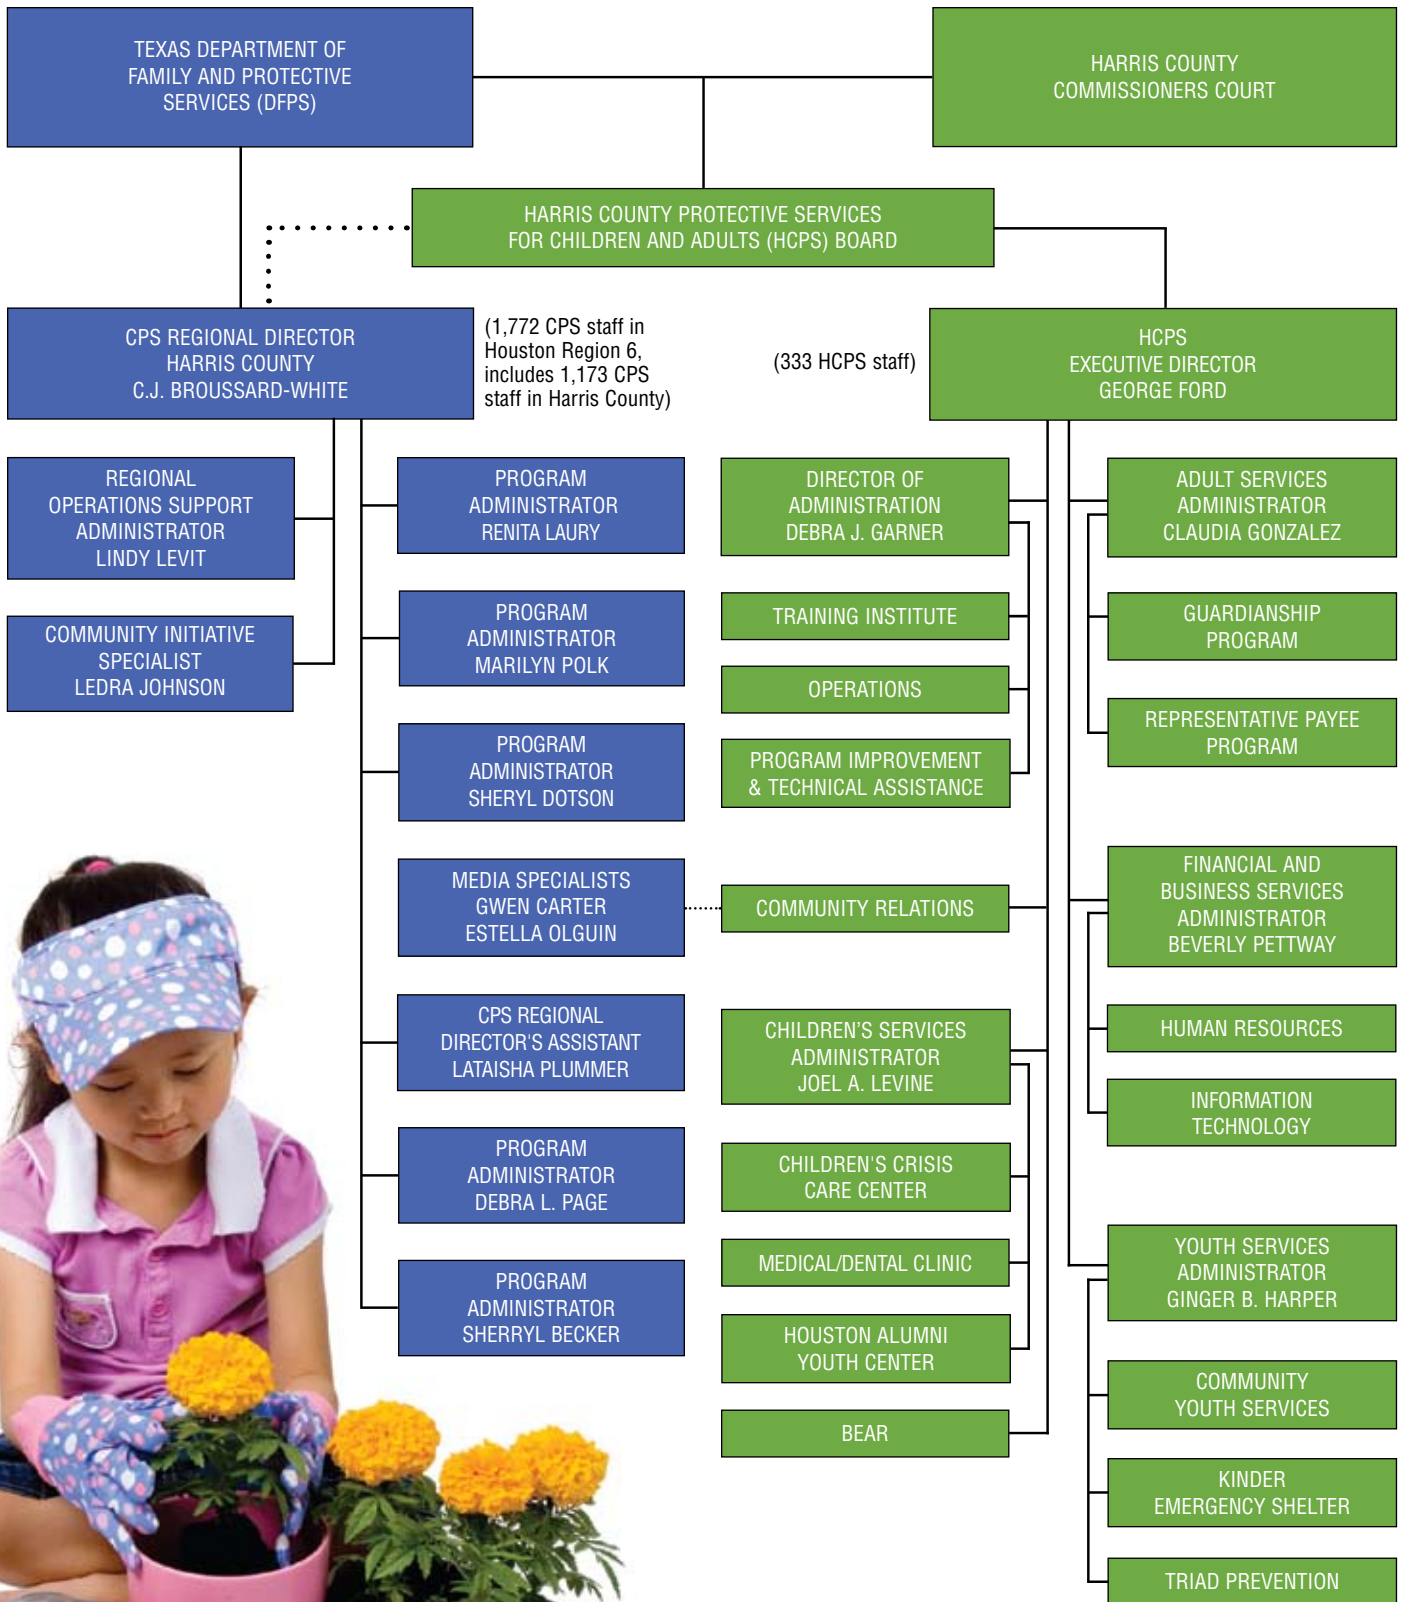 TEXAS DEPARTMENT OF
FAMILY AND PROTECTIVE
SERVICES (DFPS)
HARRIS COUNTY
COMMISSIONERS COURT
HARRIS COUNTY PROTECTIVE SERVICES
FOR CHILDREN AND ADULTS (HCPS) BOARD
CPS REGIONAL DIRECTOR
HARRIS COUNTY
C.J. BROUSSARD-WHITE
(1,772 CPS staff in
Houston Region 6,
includes 1,173 CPS
staff in Harris County)
(333 HCPS staff)
HCPS
EXECUTIVE DIRECTOR
GEORGE FORD
REGIONAL
OPERATIONS SUPPORT
ADMINISTRATOR
LINDY LEVIT
COMMUNITY INITIATIVE
SPECIALIST
LEDRA JOHNSON
PROGRAM
ADMINISTRATOR
RENITA LAURY
PROGRAM
ADMINISTRATOR
MARILYN POLK
PROGRAM
ADMINISTRATOR
SHERYL DOTSON
MEDIA SPECIALISTS
GWEN CARTER
ESTELLA OLGUIN
CPS REGIONAL
DIRECTOR'S ASSISTANT
LATAISHA PLUMMER
PROGRAM
ADMINISTRATOR
DEBRA L. PAGE
PROGRAM
ADMINISTRATOR
SHERRYL BECKER
DIRECTOR OF
ADMINISTRATION
DEBRA J. GARNER
TRAINING INSTITUTE
OPERATIONS
PROGRAM IMPROVEMENT
& TECHNICAL ASSISTANCE
COMMUNITY RELATIONS
CHILDREN’S SERVICES
ADMINISTRATOR
JOEL A. LEVINE
CHILDREN'S CRISIS
CARE CENTER
MEDICAL/DENTAL CLINIC
HOUSTON ALUMNI
YOUTH CENTER
BEAR
ADULT SERVICES
ADMINISTRATOR
CLAUDIA GONZALEZ
GUARDIANSHIP
PROGRAM
REPRESENTATIVE PAYEE
PROGRAM
FINANCIAL AND
BUSINESS SERVICES
ADMINISTRATOR
BEVERLY PETTWAY
HUMAN RESOURCES
INFORMATION
TECHNOLOGY
YOUTH SERVICES
ADMINISTRATOR
GINGER B. HARPER
COMMUNITY
YOUTH SERVICES
KINDER
EMERGENCY SHELTER
TRIAD PREVENTION